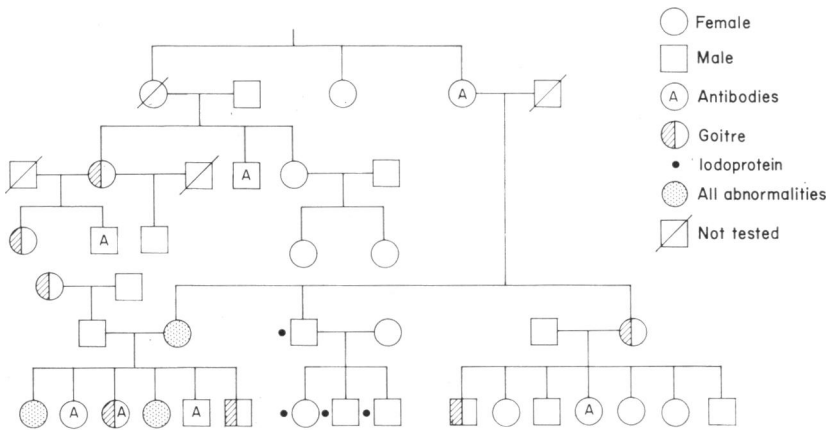 Female
Male
A
A Antibodies
Goitre
A
• Iodoprotein
All abnormalities
A
Not tested
A A A A